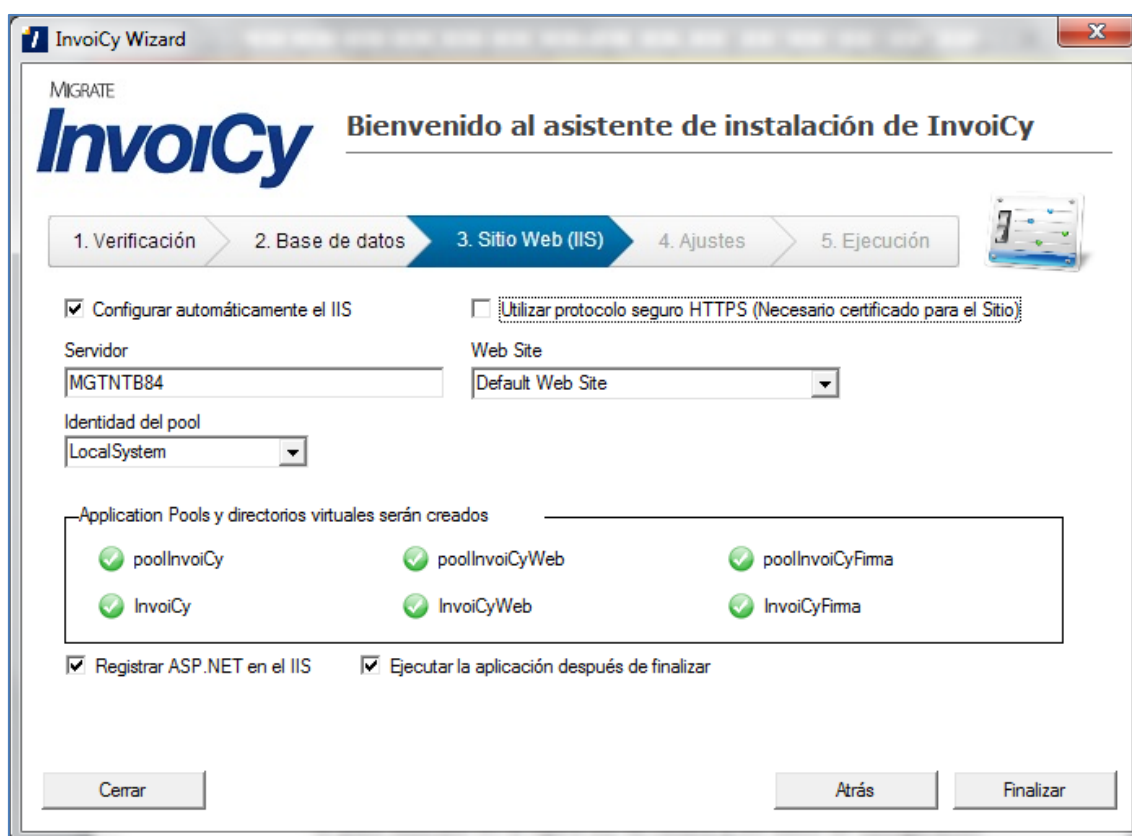 InvoiCy Wizard
MIGRATE
InvoiCy
Bienvenido al asistente de instalación de InvoiCy
1. Verificación 2. Base de datos 3. Sitio Web (IIS) 4. Ajustes 5. Ejecución
Configurar automáticamente el IIS Utilizar protocolo seguro HTTPS (Necesario certificado para el Sitio)
Servidor Web Site
MGTNTB84 Default Web Site
Identidad del pool
LocalSystem
Application Pools y directorios virtuales serán creados
poolInvoiCy poolInvoiCyWeb poolInvoiCyFirma
InvoiCy InvoiCyWeb InvoiCyFirma
Registrar ASP.NET en el IIS Ejecutar la aplicación después de finalizar
Cerrar Atrás Finalizar